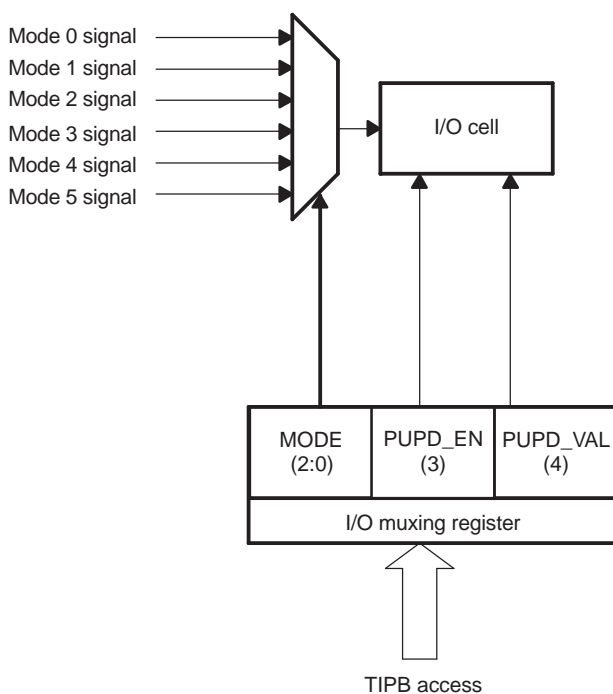 Mode 0 signal
Mode 1 signal
Mode 2 signal
Mode 3 signal
Mode 4 signal
Mode 5 signal
I/O cell
MODE
(2:0)
PUPD_EN
(3)
PUPD_VAL
(4)
I/O muxing register
TIPB access